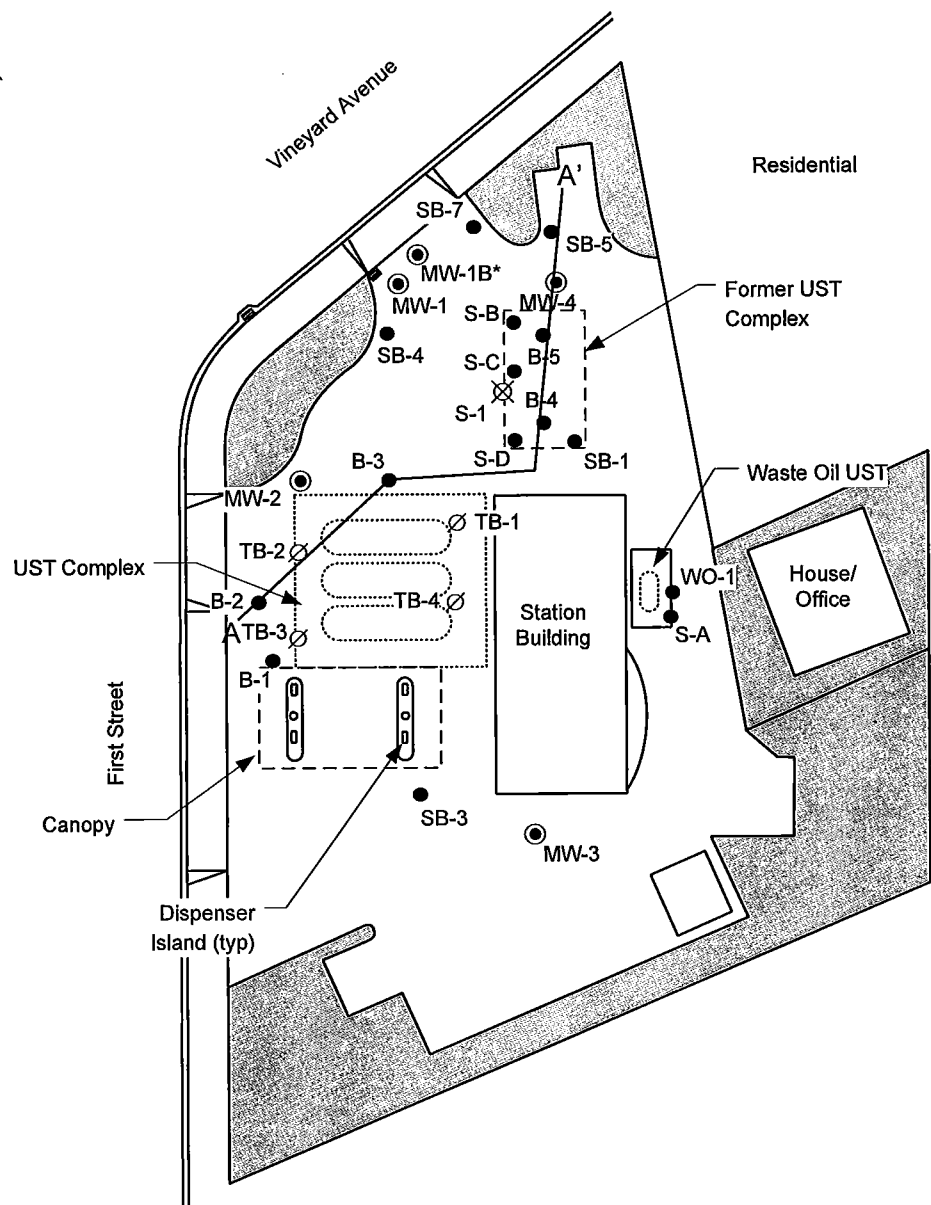 Vineyard Avenue
Residential
A'
SB-7
SB-5
MW-1B*
MW-1
MW-4
Former UST
Complex
S-B
SB-4
B-5
S-C
B-4
S-1
S-D
SB-1
B-3
Waste Oil UST
MW-2
TB-1
TB-2
UST Complex
WO-1
House/
Office
B-2
TB-4
Station
Building
S-A
A
TB-3
B-1
First Street
Canopy
SB-3
MW-3
Dispenser
Island (typ)